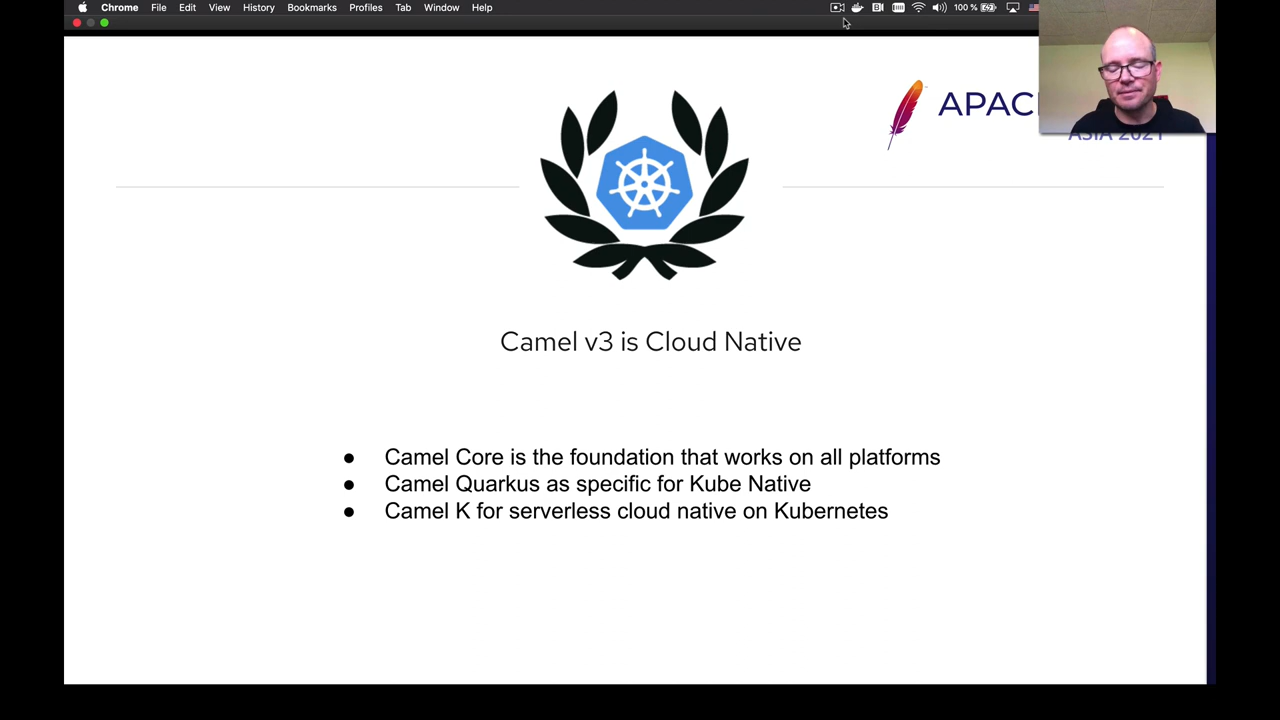 Chrome File Edit View History Bookmarks Profiles Tab Window Help 100 %
APAC
ASIA 2021
Camel v3 is Cloud Native
● Camel Core is the foundation that works on all platforms
● Camel Quarkus as specific for Kube Native
● Camel K for serverless cloud native on Kubernetes